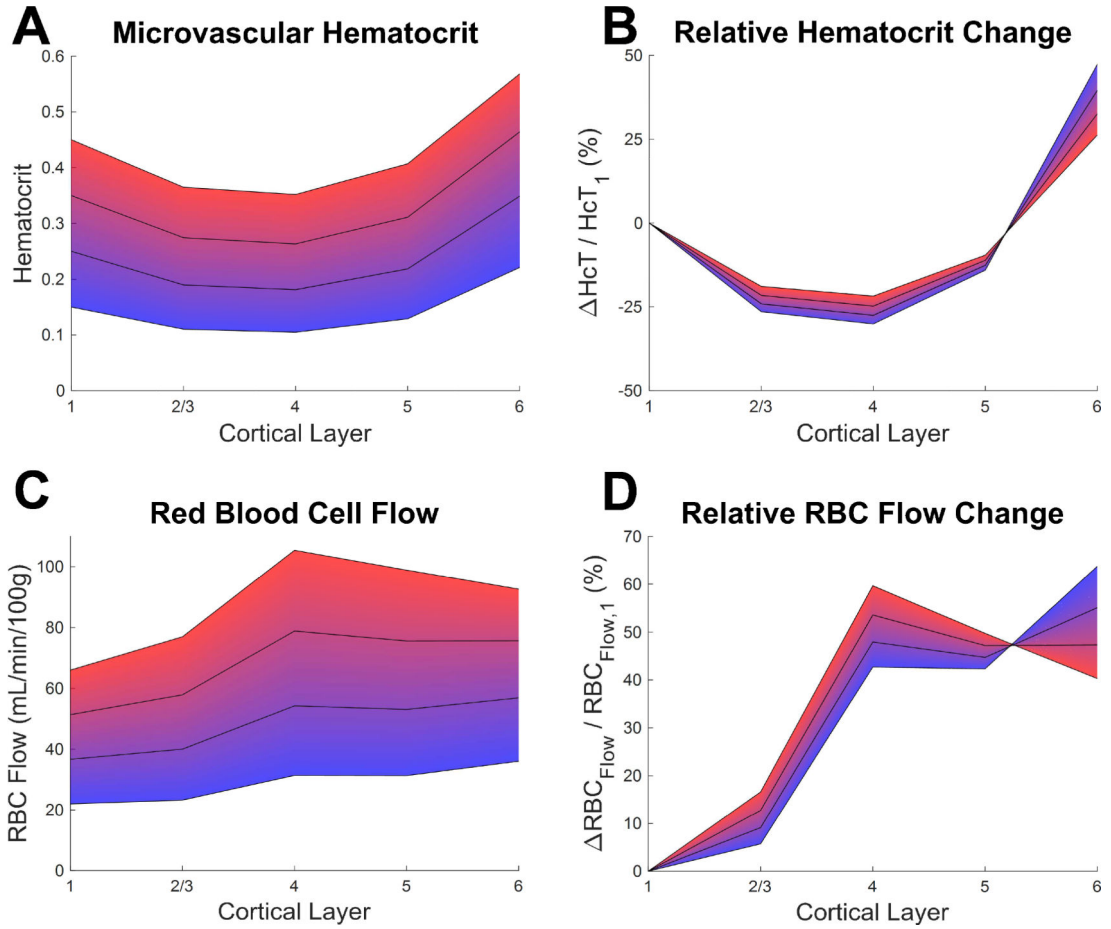 A
Microvascular Hematocrit
0.6
0.5
0.4
0.3
0.2
0.1
0
Hematocrit
1 2/3 4 5 6
Cortical Layer
B
Relative Hematocrit Change
50
25
0
-25
-50
ΔHcT / HcT1 (%)
1 2/3 4 5 6
Cortical Layer
C
Red Blood Cell Flow
100
80
60
40
20
0
RBC Flow (mL/min/100g)
1 2/3 4 5 6
Cortical Layer
D
Relative RBC Flow Change
70
60
50
40
30
20
10
0
ΔRBCFlow / RBCFlow,1 (%)
1 2/3 4 5 6
Cortical Layer